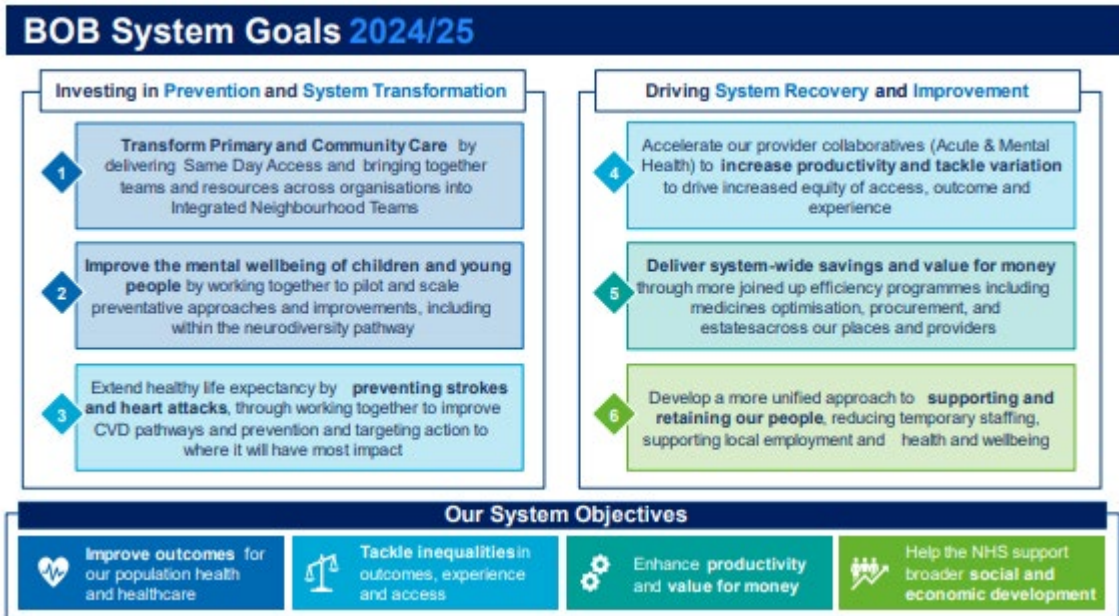 BOB System Goals 2024/25
Investing in Prevention and System Transformation
1
Transform Primary and Community Care by
delivering Same Day Access and bringing together
teams and resources across organisations into
Integrated Neighbourhood Teams
2
Improve the mental wellbeing of children and young
people by working together to pilot and scale
preventative approaches and improvements, including
within the neurodiversity pathway
3
Extend healthy life expectancy by preventing strokes
and heart attacks, through working together to improve
CVD pathways and prevention and targeting action to
where it will have most impact
Driving System Recovery and Improvement
4
Accelerate our provider collaboratives (Acute & Mental
Health) to increase productivity and tackle variation
to drive increased equity of access, outcome and
experience
5
Deliver system-wide savings and value for money
through more joined up efficiency programmes including
medicines optimisation, procurement, and
estatesacross our places and providers
6
Develop a more unified approach to supporting and
retaining our people, reducing temporary staffing,
supporting local employment and health and wellbeing
Our System Objectives
Improve outcomes for
our population health
and healthcare
Tackle inequalities in
outcomes, experience
and access
Enhance productivity
and value for money
Help the NHS support
broader social and
economic development